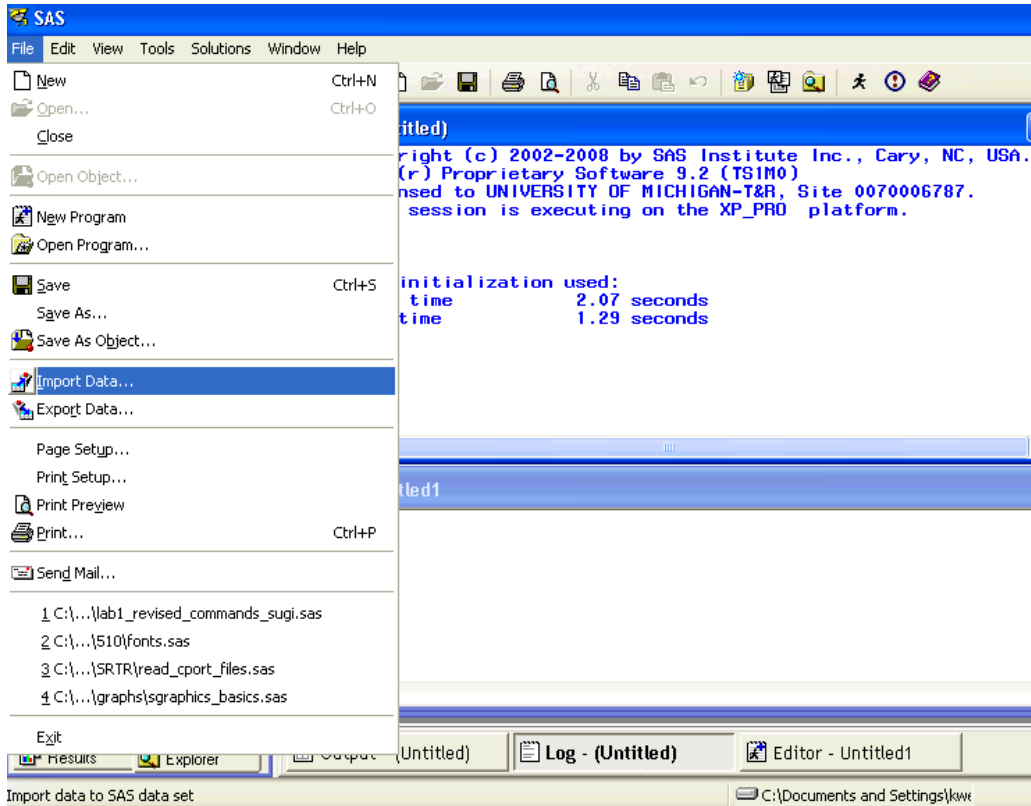 SAS
File Edit View Tools Solutions Window Help
New Ctrl+N
Open... Ctrl+O
Close
Open Object...
New Program
Open Program...
Save Ctrl+S
Save As...
Save As Object...
Import Data...
Export Data...
Page Setup...
Print Setup...
Print Preview
Print... Ctrl+P
Send Mail...
1 C:\...\lab1_revised_commands_sugi.sas
2 C:\...\510\fonts.sas
3 C:\...\SRTR\read_cport_files.sas
4 C:\...\graphs\sgraphics_basics.sas
Exit
itled)
right (c) 2002-2008 by SAS Institute Inc., Cary, NC, USA.
(r) Proprietary Software 9.2 (TS1M0)
nsed to UNIVERSITY OF MICHIGAN-T&R, Site 0070006787.
session is executing on the XP_PRO platform.
initialization used:
time 2.07 seconds
time 1.29 seconds
tled1
Results Explorer Output (Untitled) Log - (Untitled) Editor - Untitled1
Import data to SAS data set C:\Documents and Settings\kwe